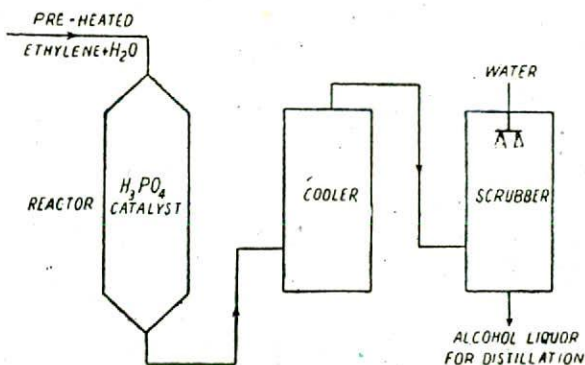 PRE-HEATED
ETHYLENE+H₂O
REACTOR
H₃PO₄
CATALYST
COOLER
WATER
SCRUBBER
ALCOHOL LIQUOR
FOR DISTILLATION